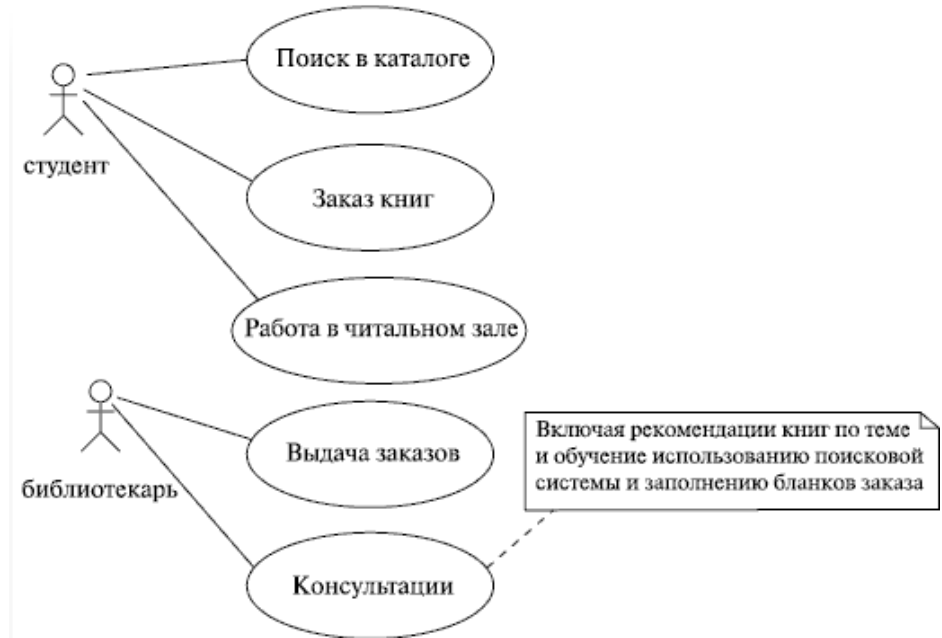 Поиск в каталоге
студент
Заказ книг
Работа в читальном зале
библиотекарь
Выдача заказов
Включая рекомендации книг по теме
и обучение использованию поисковой
системы и заполнению бланков заказа
Консультации